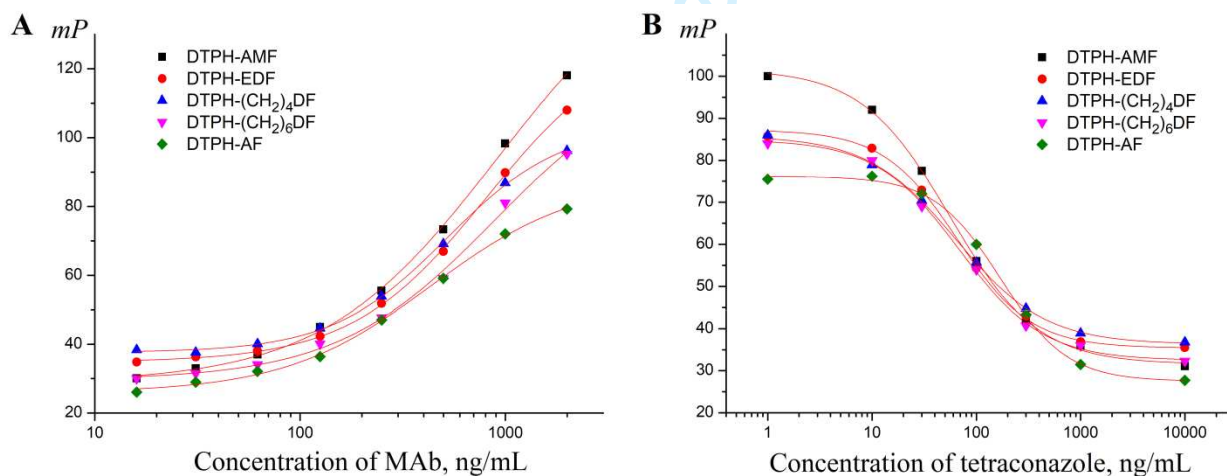 A
mP
DTPH-AMF
DTPH-EDF
DTPH-(CH2)4DF
DTPH-(CH2)6DF
DTPH-AF
120
100
80
60
40
20
10
100
1000
Concentration of MAb, ng/mL
B
mP
DTPH-AMF
DTPH-EDF
DTPH-(CH2)4DF
DTPH-(CH2)6DF
DTPH-AF
100
90
80
70
60
50
40
30
20
1
10
100
1000
10000
Concentration of tetraconazole, ng/mL